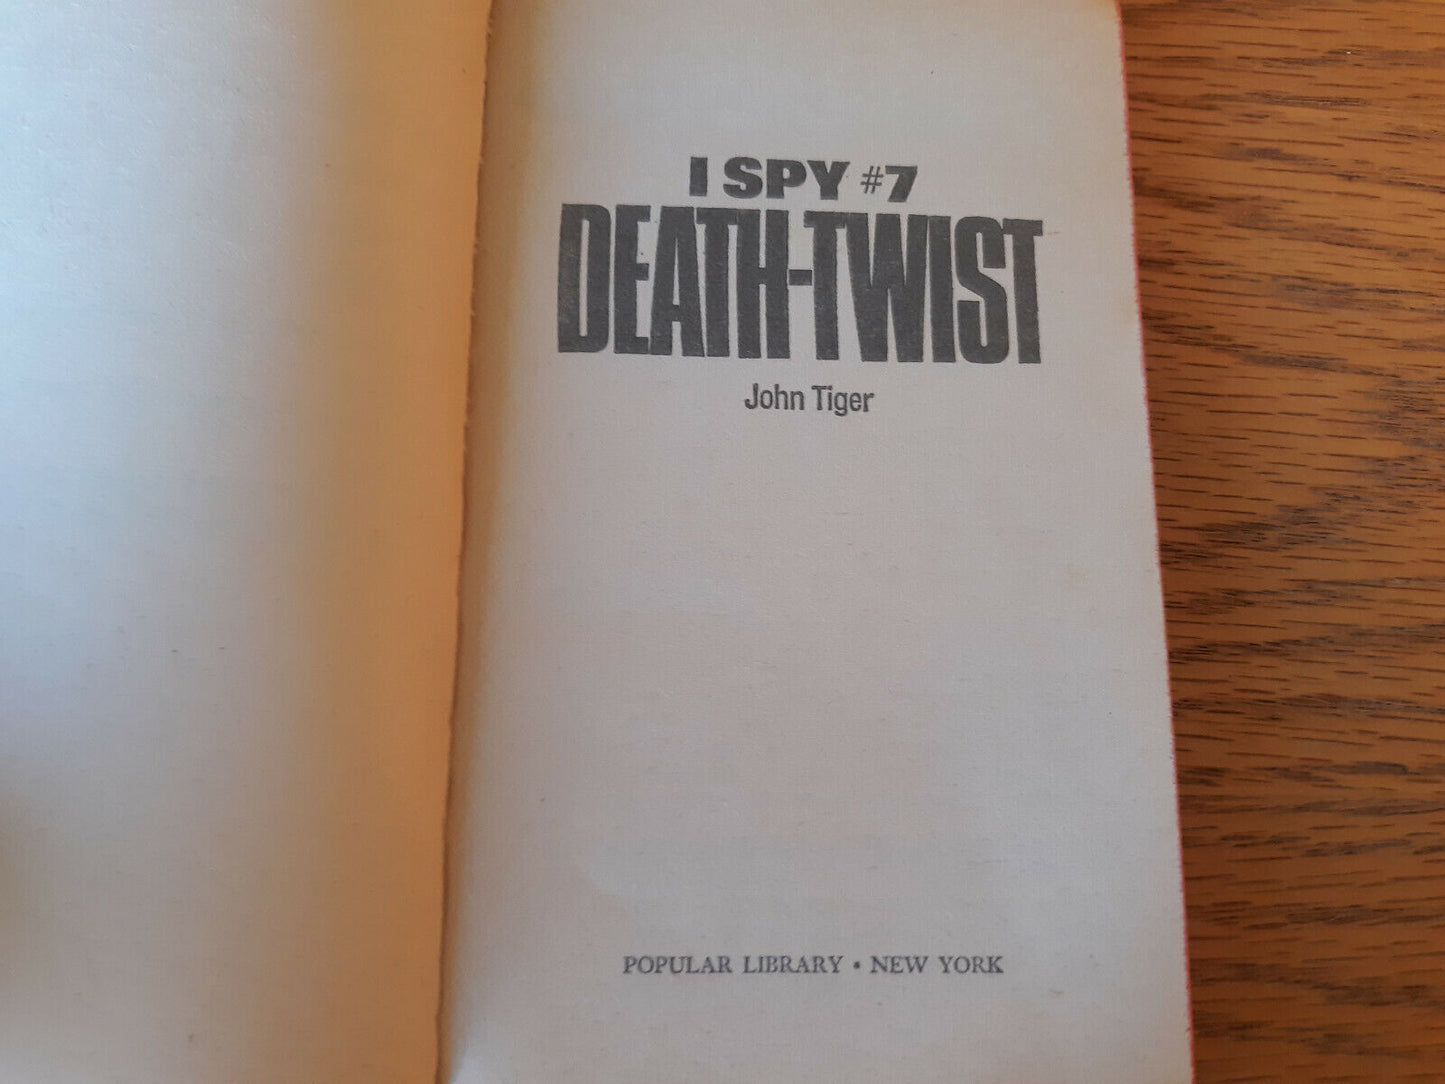 I SPY #7
DEATH-TWIST
John Tiger
POPULAR LIBRARY • NEW YORK